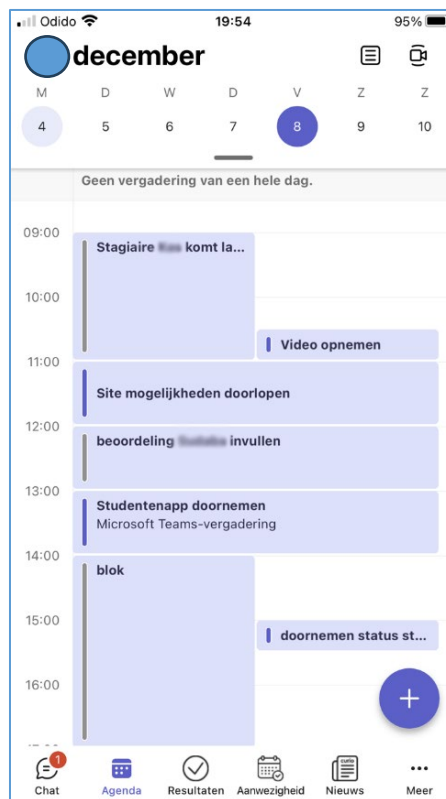 Odido 19:54 95%
december
M D W D V Z Z
4 5 6 7 8 9 10
Geen vergadering van een hele dag.
09:00
Stagiaire komt la...
10:00
Video opnemen
11:00
Site mogelijkheden doorlopen
12:00
beoordeling invullen
13:00
Studentenapp doornemen
Microsoft Teams-vergadering
14:00
blok
15:00
doornemen status st...
16:00
+
1
curio
Chat Agenda Resultaten Aanwezigheid Nieuws Meer